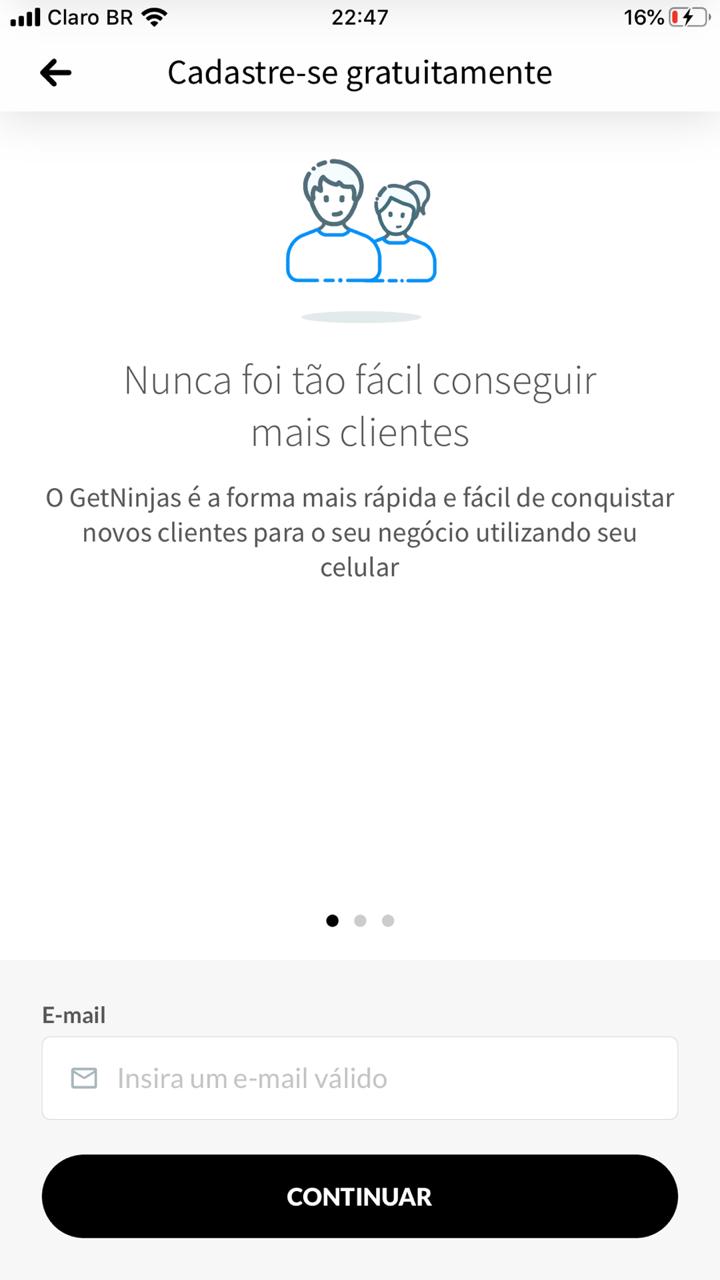 Claro BR 22:47 16%
Cadastre-se gratuitamente
Nunca foi tão fácil conseguir
mais clientes
O GetNinjas é a forma mais rápida e fácil de conquistar
novos clientes para o seu negócio utilizando seu
celular
E-mail
Insira um e-mail válido
CONTINUAR